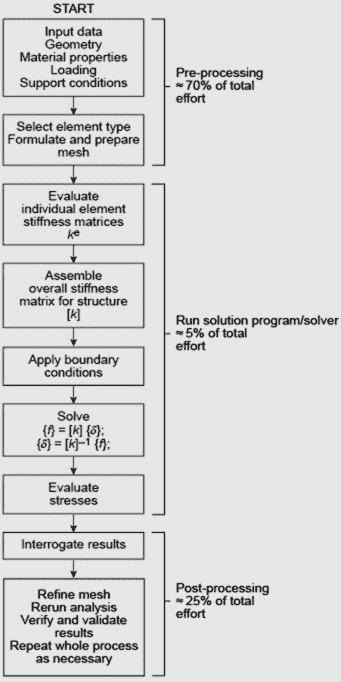 START
Input data
Geometry
Material properties
Loading
Support conditions
Pre-processing
≈ 70% of total
effort
Select element type
Formulate and prepare
mesh
Evaluate
individual element
stiffness matrices
kᵉ
Assemble
overall stiffness
matrix for structure
[k]
Run solution program/solver
≈ 5% of total
effort
Apply boundary
conditions
Solve
{f} = [k] {δ};
{δ} = [k]⁻¹ {f};
Evaluate
stresses
Interrogate results
Post-processing
≈ 25% of total
effort
Refine mesh
Rerun analysis
Verify and validate
results
Repeat whole process
as necessary